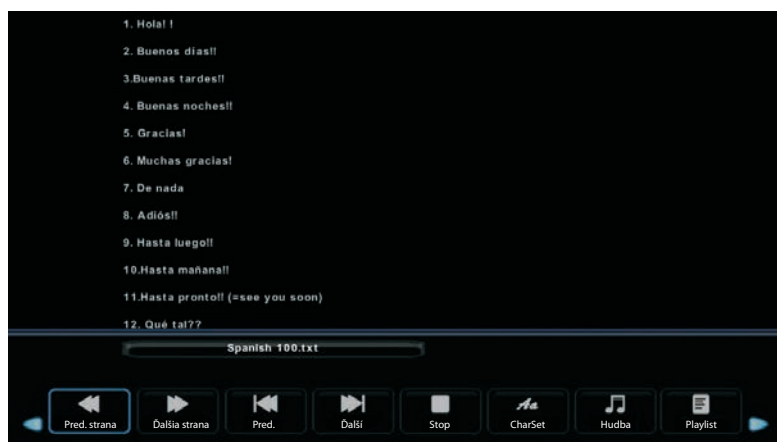 1. Hola! !
2. Buenos días!!
3.Buenas tardes!!
4. Buenas noches!!
5. Gracias!
6. Muchas gracias!
7. De nada
8. Adiós!!
9. Hasta luego!!
10.Hasta mañana!!
11.Hasta pronto!! (=see you soon)
12. Qué tal??
Spanish 100.txt
Pred. strana Ďalšia strana Pred. Ďalší Stop CharSet Hudba Playlist